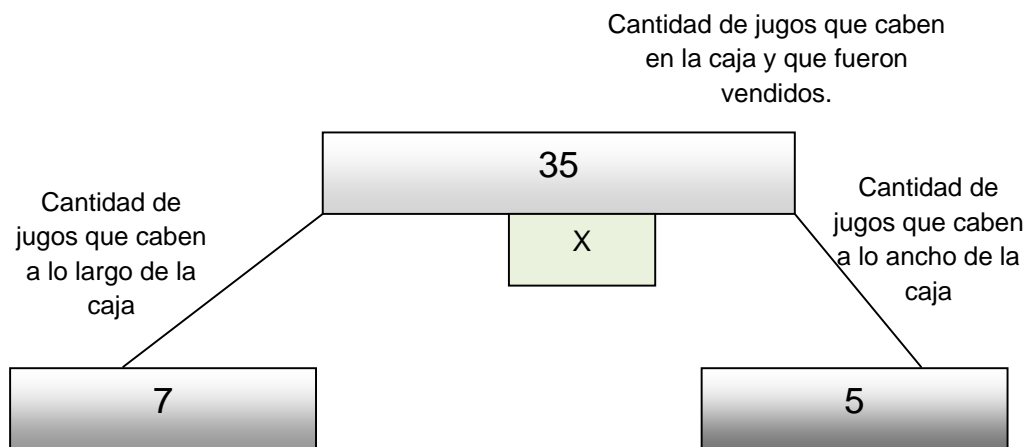 Cantidad de jugos que caben
en la caja y que fueron
vendidos.
35
X
Cantidad de
jugos que caben
a lo largo de la
caja
Cantidad de
jugos que caben
a lo ancho de la
caja
7
5